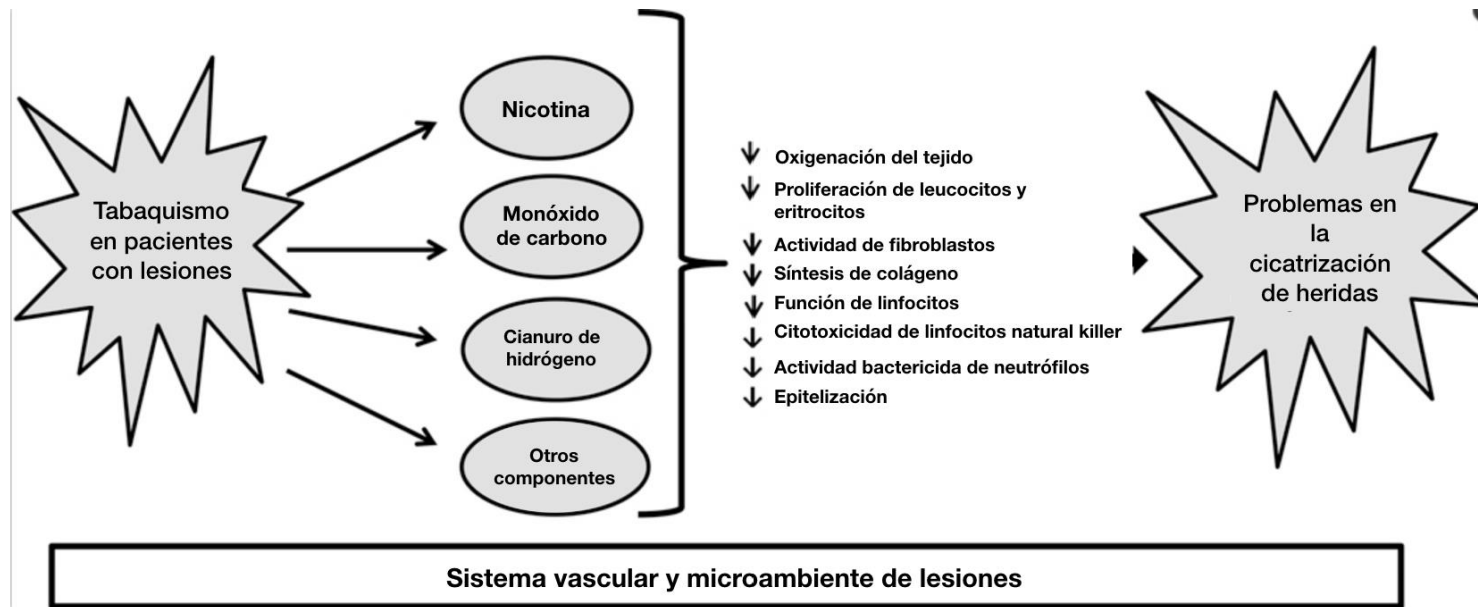 Tabaquismo
en pacientes
con lesiones
Nicotina
Monóxido
de carbono
Cianuro de
hidrógeno
Otros
componentes
Oxigenación del tejido
Proliferación de leucocitos y
eritrocitos
Actividad de fibroblastos
Síntesis de colágeno
Función de linfocitos
Citotoxicidad de linfocitos natural killer
Actividad bactericida de neutrófilos
Epitelización
Problemas en
la
cicatrización
de heridas
Sistema vascular y microambiente de lesiones